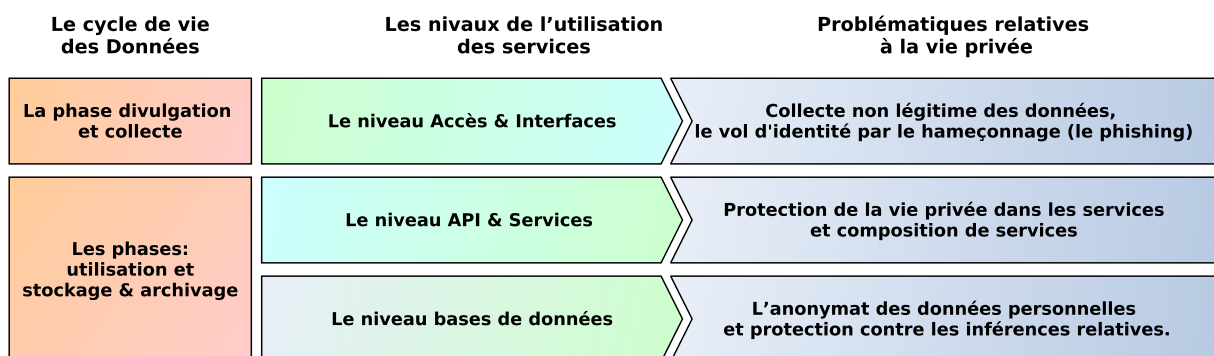 Le cycle de vie
des Données
Les nivaux de l’utilisation
des services
Problématiques relatives
à la vie privée
La phase divulgation
et collecte
Le niveau Accès & Interfaces
Collecte non légitime des données,
le vol d'identité par le hameçonnage (le phishing)
Les phases:
utilisation et
stockage & archivage
Le niveau API & Services
Protection de la vie privée dans les services
et composition de services
Le niveau bases de données
L’anonymat des données personnelles
et protection contre les inférences relatives.